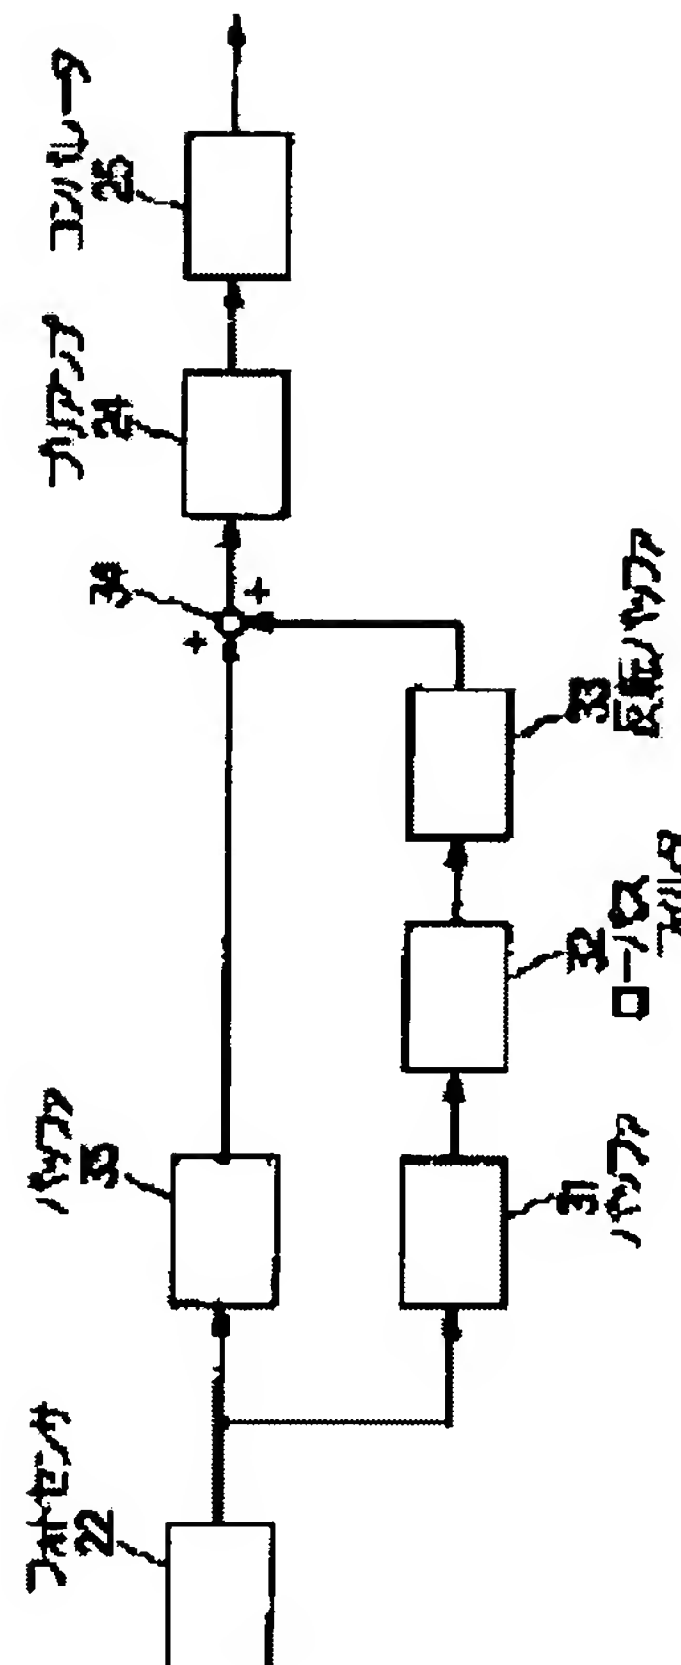 フォトセンサ
22
バッファ
35
34
+
+
プリアンプ
24
コンパレータ
25
31
バッファ
32
ローパス
フィルタ
33
反転バッファ